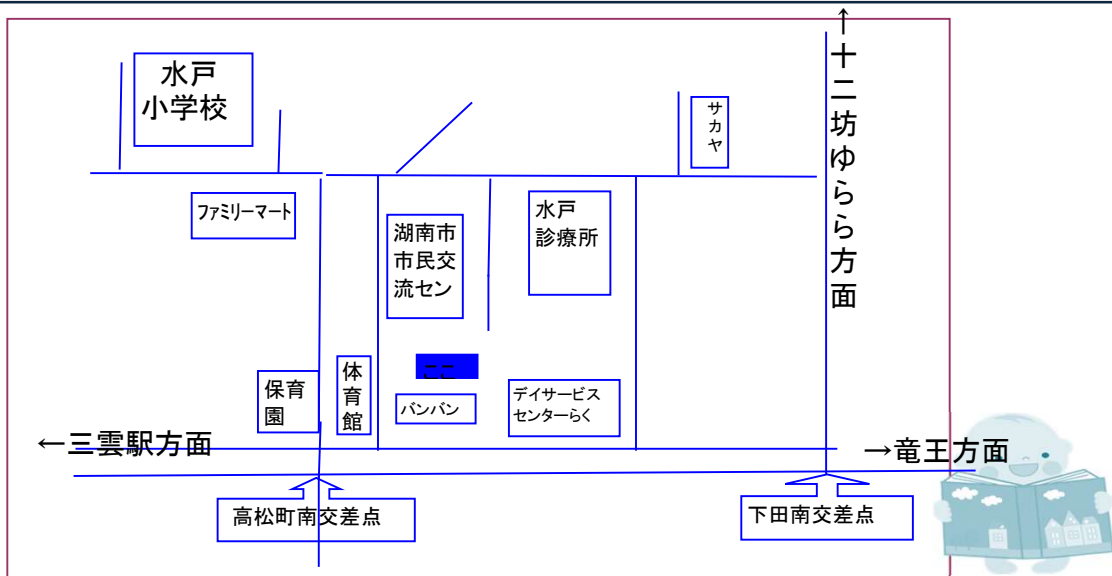 ↑十二坊ゆらら方面
水戸
小学校
サカヤ
ファミリーマート
湖南市
市民交
流セン
水戸
診療所
ここ
保育
園
体育館
バンバン
デイサービス
センターらく
←三雲駅方面
→竜王方面
高松町南交差点
下田南交差点